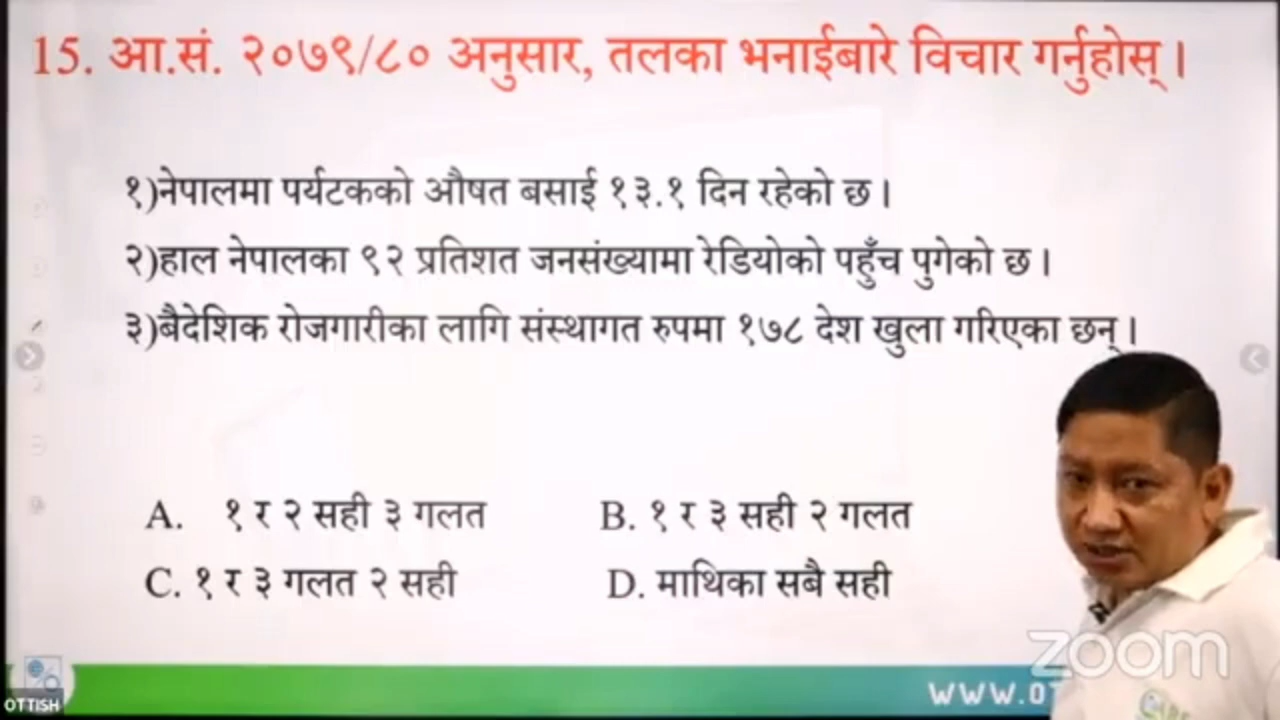 15. आ.सं. २०७९/८० अनुसार, तलका भनाईबारे विचार गर्नुहोस् ।
१)नेपालमा पर्यटकको औषत बसाई १३.१ दिन रहेको छ ।
२)हाल नेपालका ९२ प्रतिशत जनसंख्यामा रेडियोको पहुँच पुगेको छ ।
३)बैदेशिक रोजगारीका लागि संस्थागत रुपमा १७८ देश खुला गरिएका छन् ।
A. १ र २ सही ३ गलत B. १ र ३ सही २ गलत
C. १ र ३ गलत २ सही D. माथिका सबै सही
zoom
OTTISH